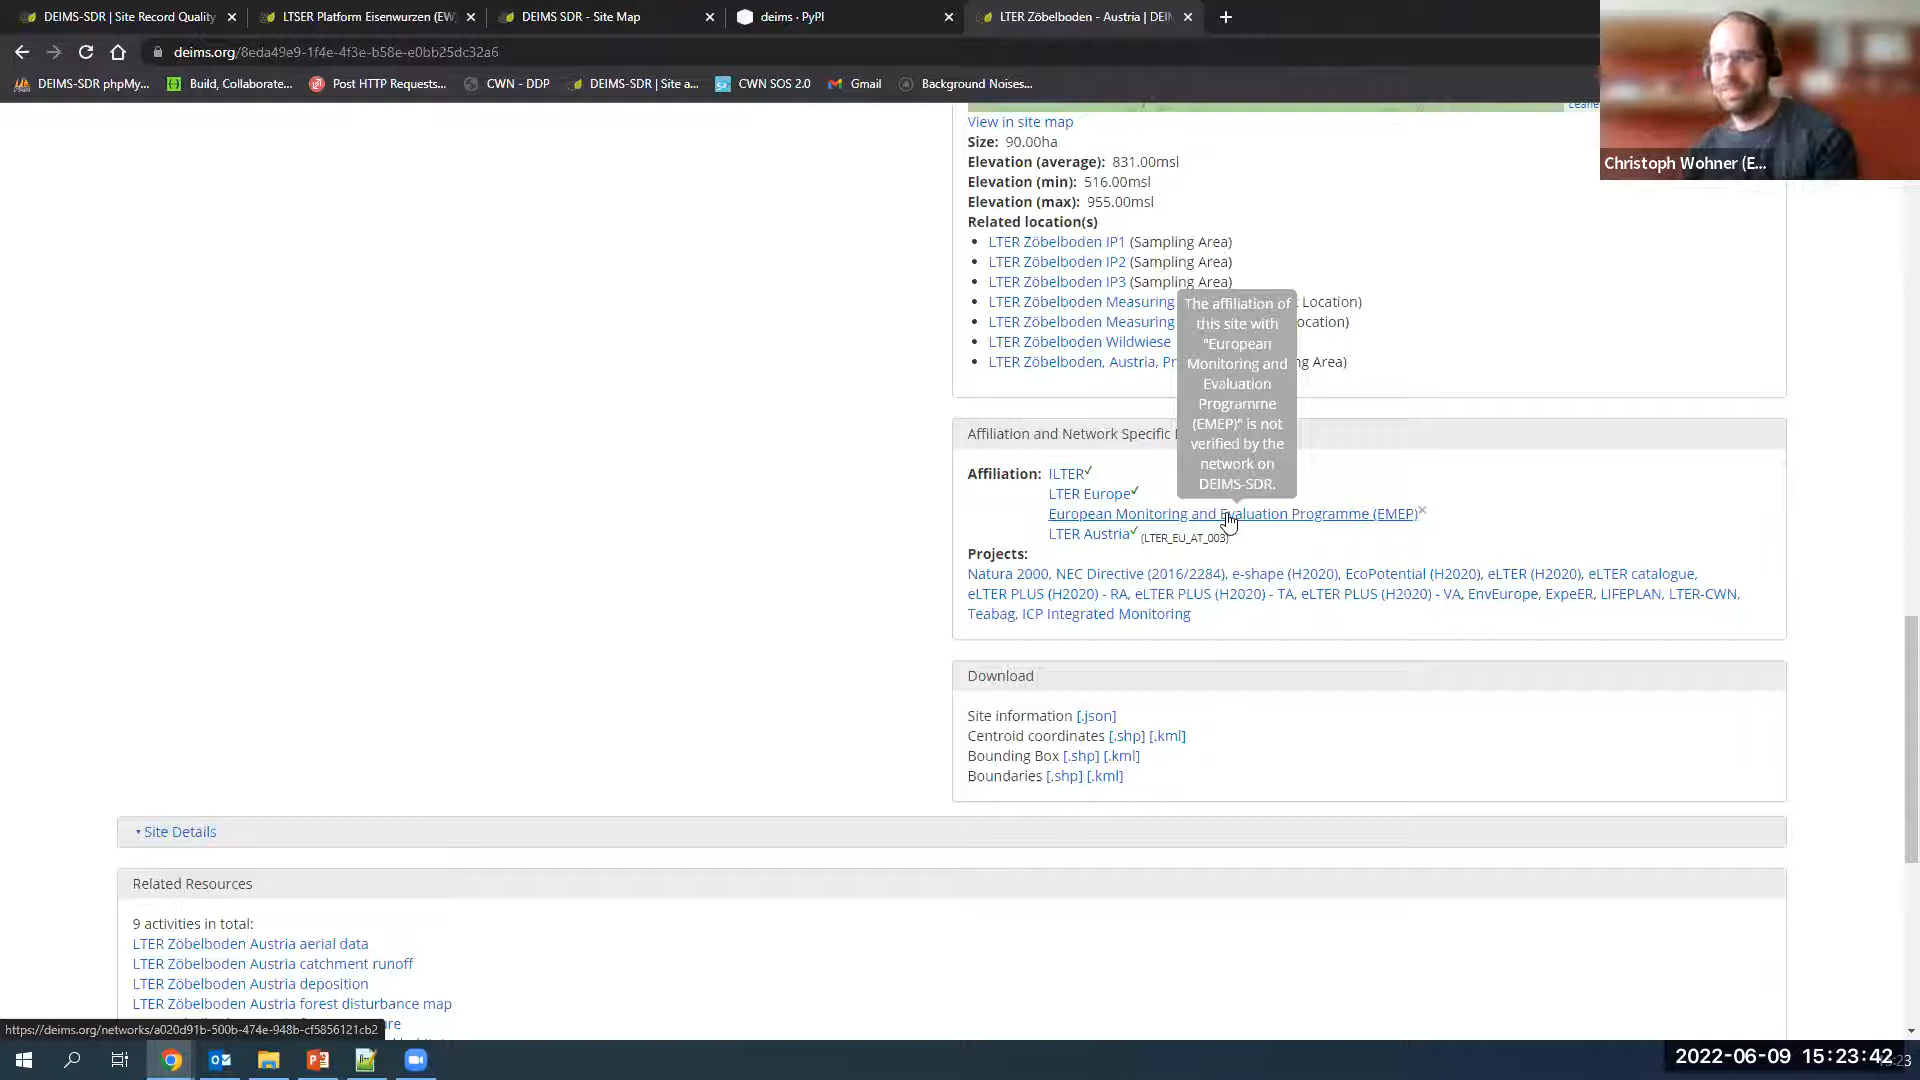 DEIMS-SDR | Site Record Quality
LTSER Platform Eisenwurzen (EW,
DEIMS SDR - Site Map
deims · PyPI
LTER Zöbelboden - Austria | DEI
deims.org/8eda49e9-1f4e-4f3e-b58e-e0bb25dc32a6
DEIMS-SDR phpMy...
Build, Collaborate...
Post HTTP Requests...
CWN - DDP
DEIMS-SDR | Site a...
CWN SOS 2.0
Gmail
Background Noises...
Christoph Wohner (E...
View in site map
Size: 90.00ha
Elevation (average): 831.00msl
Elevation (min): 516.00msl
Elevation (max): 955.00msl
Related location(s)
LTER Zöbelboden IP1 (Sampling Area)
LTER Zöbelboden IP2 (Sampling Area)
LTER Zöbelboden IP3 (Sampling Area)
LTER Zöbelboden Measuring Location)
LTER Zöbelboden Measuring ocation)
LTER Zöbelboden Wildwiese
LTER Zöbelboden, Austria, Pr ng Area)
The affiliation of
this site with
"European
Monitoring and
Evaluation
Programme
(EMEP)" is not
verified by the
network on
DEIMS-SDR.
Affiliation and Network Specific
Affiliation: ILTER✓
LTER Europe✓
European Monitoring and Evaluation Programme (EMEP)×
LTER Austria✓ (LTER_EU_AT_003)
Projects:
Natura 2000, NEC Directive (2016/2284), e-shape (H2020), EcoPotential (H2020), eLTER (H2020), eLTER catalogue,
eLTER PLUS (H2020) - RA, eLTER PLUS (H2020) - TA, eLTER PLUS (H2020) - VA, EnvEurope, ExpeER, LIFEPLAN, LTER-CWN,
Teabag, ICP Integrated Monitoring
Download
Site information [.json]
Centroid coordinates [.shp] [.kml]
Bounding Box [.shp] [.kml]
Boundaries [.shp] [.kml]
Site Details
Related Resources
9 activities in total:
LTER Zöbelboden Austria aerial data
LTER Zöbelboden Austria catchment runoff
LTER Zöbelboden Austria deposition
LTER Zöbelboden Austria forest disturbance map
https://deims.org/networks/a020d91b-500b-474e-948b-cf5856121cb2
2022-06-09 15:23:42